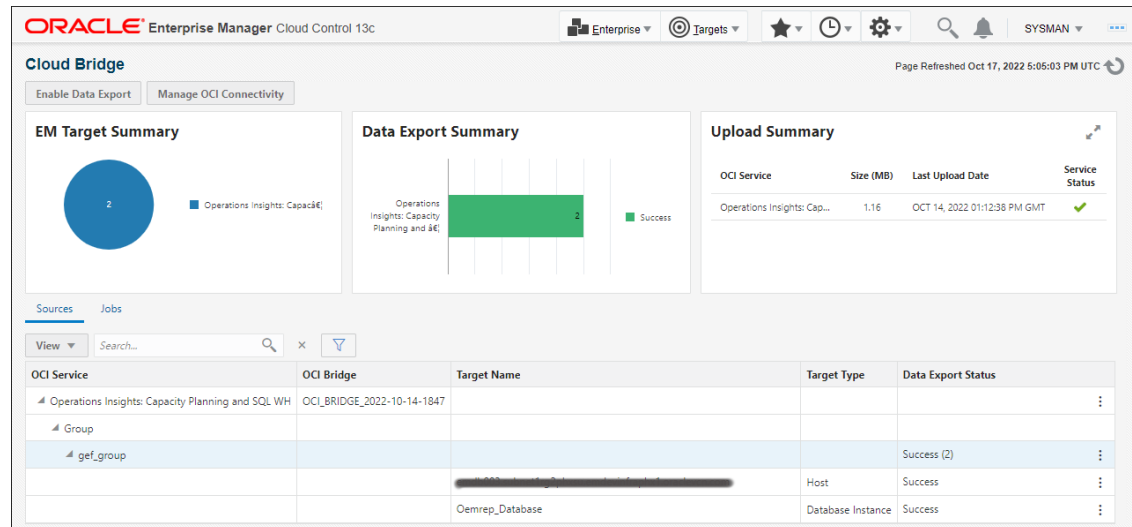 ORACLE Enterprise Manager Cloud Control 13c
Enterprise
Targets
SYSMAN
Cloud Bridge
Page Refreshed Oct 17, 2022 5:05:03 PM UTC
Enable Data Export
Manage OCI Connectivity
EM Target Summary
2
Operations Insights: Capacâ€¦
Data Export Summary
Operations
Insights: Capacity
Planning and â€¦
2
Success
Upload Summary
OCI Service Size (MB) Last Upload Date Service Status
Operations Insights: Cap... 1.16 OCT 14, 2022 01:12:38 PM GMT
Sources Jobs
View Search...
OCI Service OCI Bridge Target Name Target Type Data Export Status
Operations Insights: Capacity Planning and SQL WH OCI_BRIDGE_2022-10-14-1847
Group
gef_group Success (2)
Host Success
Oemrep_Database Database Instance Success